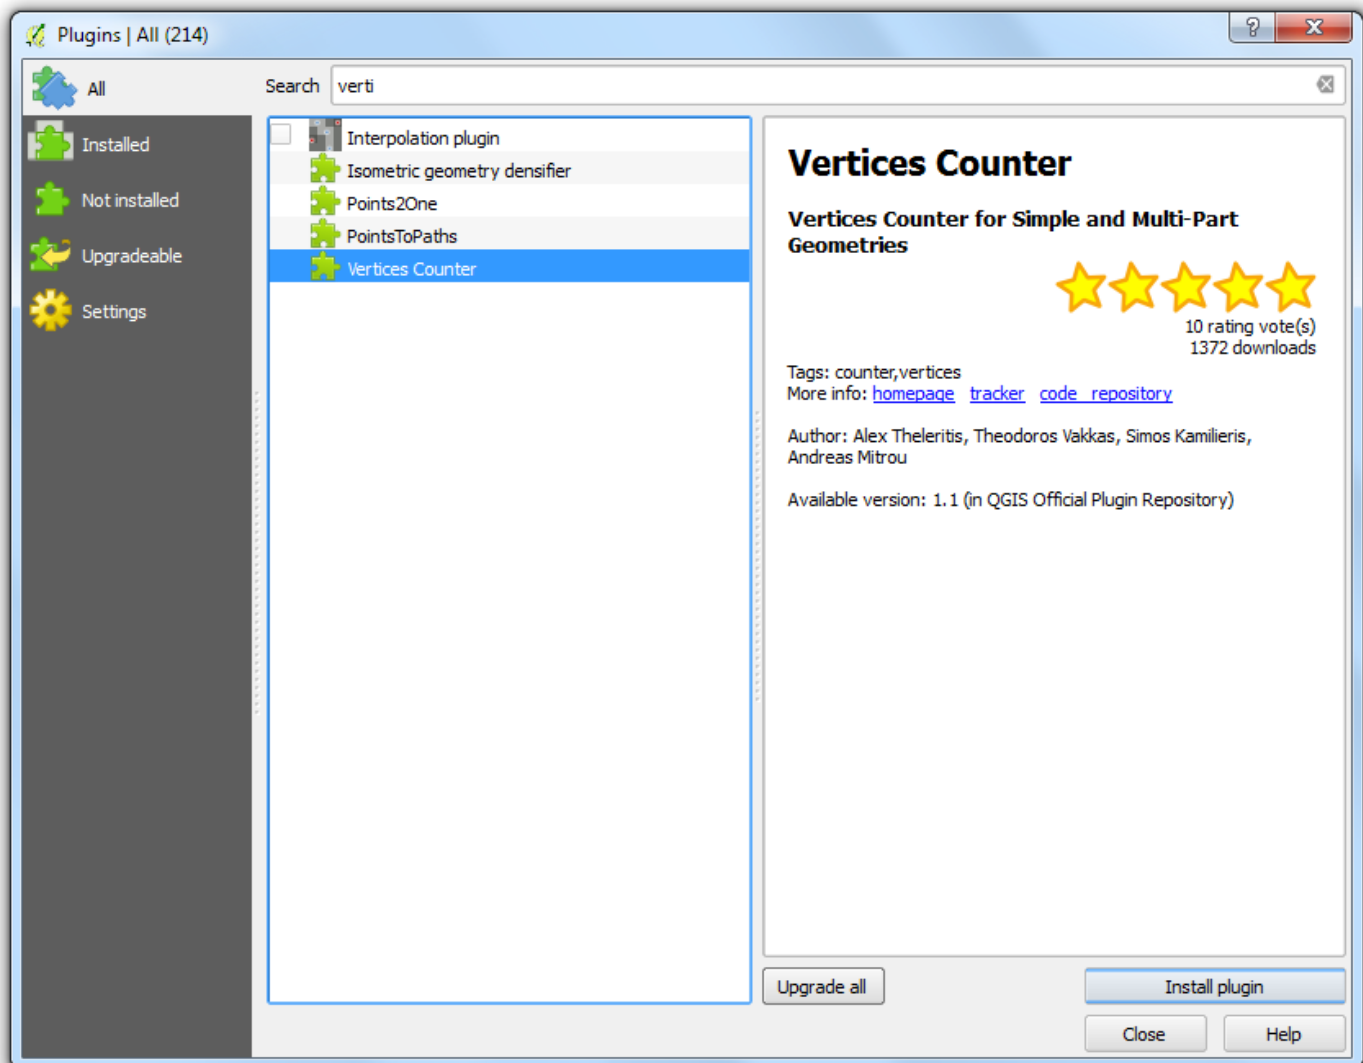 Plugins | All (214)
All
Installed
Not installed
Upgradeable
Settings
Search verti
Interpolation plugin
Isometric geometry densifier
Points2One
PointsToPaths
Vertices Counter
Vertices Counter
Vertices Counter for Simple and Multi-Part
Geometries
10 rating vote(s)
1372 downloads
Tags: counter,vertices
More info: homepage tracker code_repository
Author: Alex Theleritis, Theodoros Vakkas, Simos Kamilieris,
Andreas Mitrou
Available version: 1.1 (in QGIS Official Plugin Repository)
Upgrade all
Install plugin
Close
Help